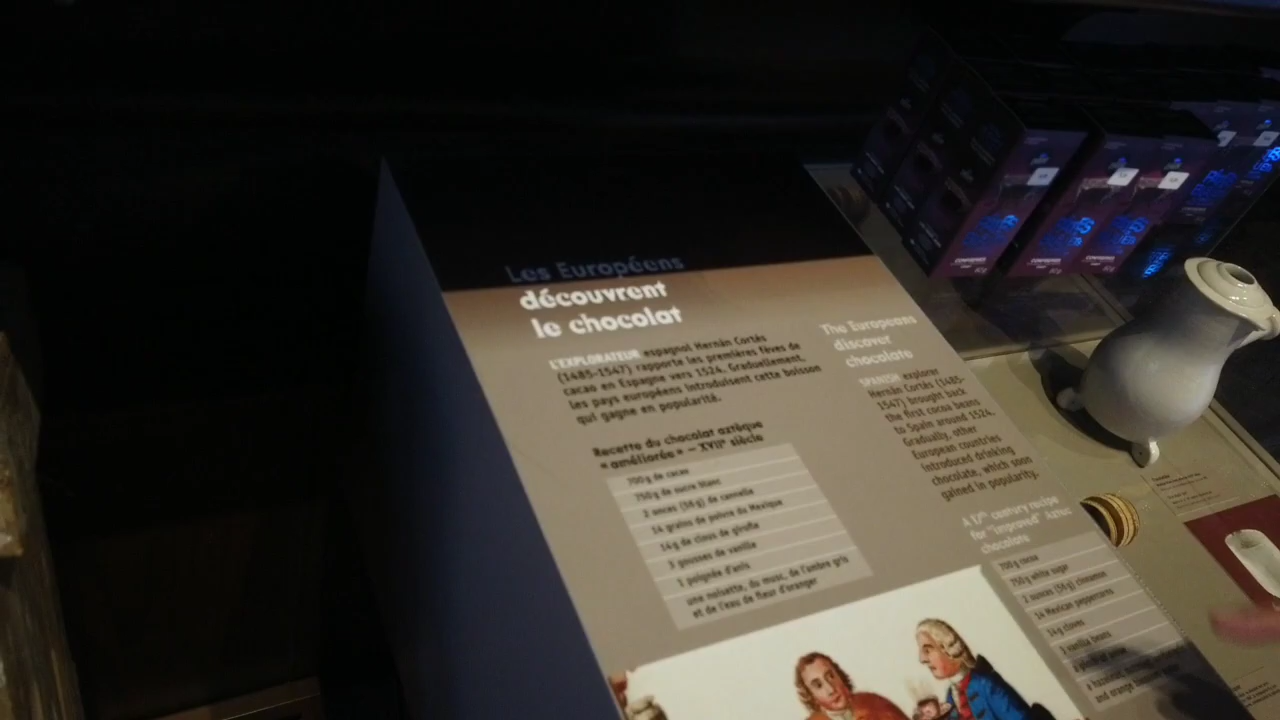 Les Européens
découvrent
le chocolat
L'EXPLORATEUR espagnol Hernán Cortés
(1485-1547) rapporte les premières fèves de
cacao en Espagne vers 1524. Graduellement,
les pays européens introduisent cette boisson
qui gagne en popularité.
Recette du chocolat aztèque
« améliorée » – XVIIe siècle
700 g de cacao
750 g de sucre blanc
2 onces (56 g) de cannelle
14 grains de poivre du Mexique
14 g de clous de girofle
3 gousses de vanille
1 poignée d'anis
une noisette, du musc, de l'ambre gris
et de l'eau de fleur d'oranger
The Europeans
discover
chocolate
SPANISH explorer
Hernán Cortés (1485-
1547) brought back
the first cocoa beans
to Spain around 1524.
Gradually, other
European countries
introduced drinking
chocolate, which soon
gained in popularity.
A 17th century recipe
for "improved" Aztec
chocolate
700 g cocoa
750 g white sugar
2 ounces (56 g) cinnamon
14 Mexican peppercorns
14 g cloves
3 vanilla beans
and orange